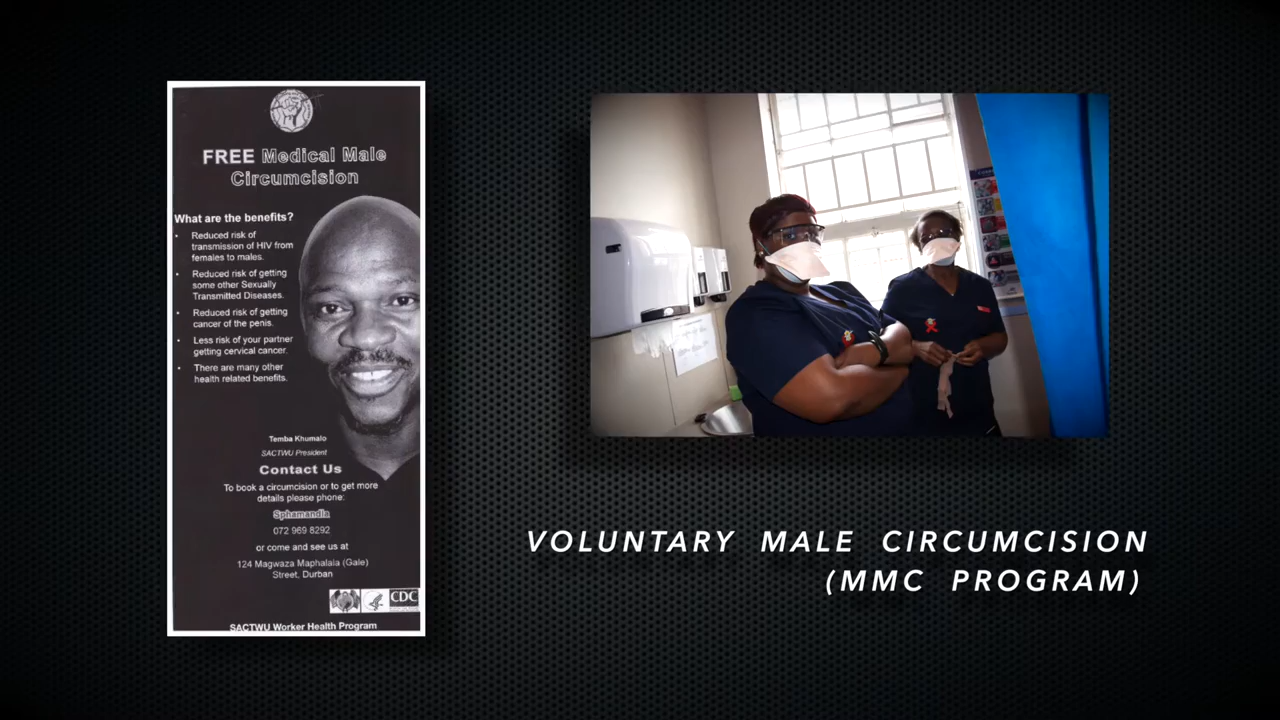 FREE Medical Male
Circumcision
What are the benefits?
• Reduced risk of
transmission of HIV from
females to males.
• Reduced risk of getting
some other Sexually
Transmitted Diseases.
• Reduced risk of getting
cancer of the penis.
• Less risk of your partner
getting cervical cancer.
• There are many other
health related benefits.
Temba Khumalo
SACTWU President
Contact Us
To book a circumcision or to get more
details please phone:
Sphamandla
072 969 8292
or come and see us at
124 Magwaza Maphalala (Gale)
Street, Durban
CDC
SACTWU Worker Health Program
VOLUNTARY MALE CIRCUMCISION
(MMC PROGRAM)